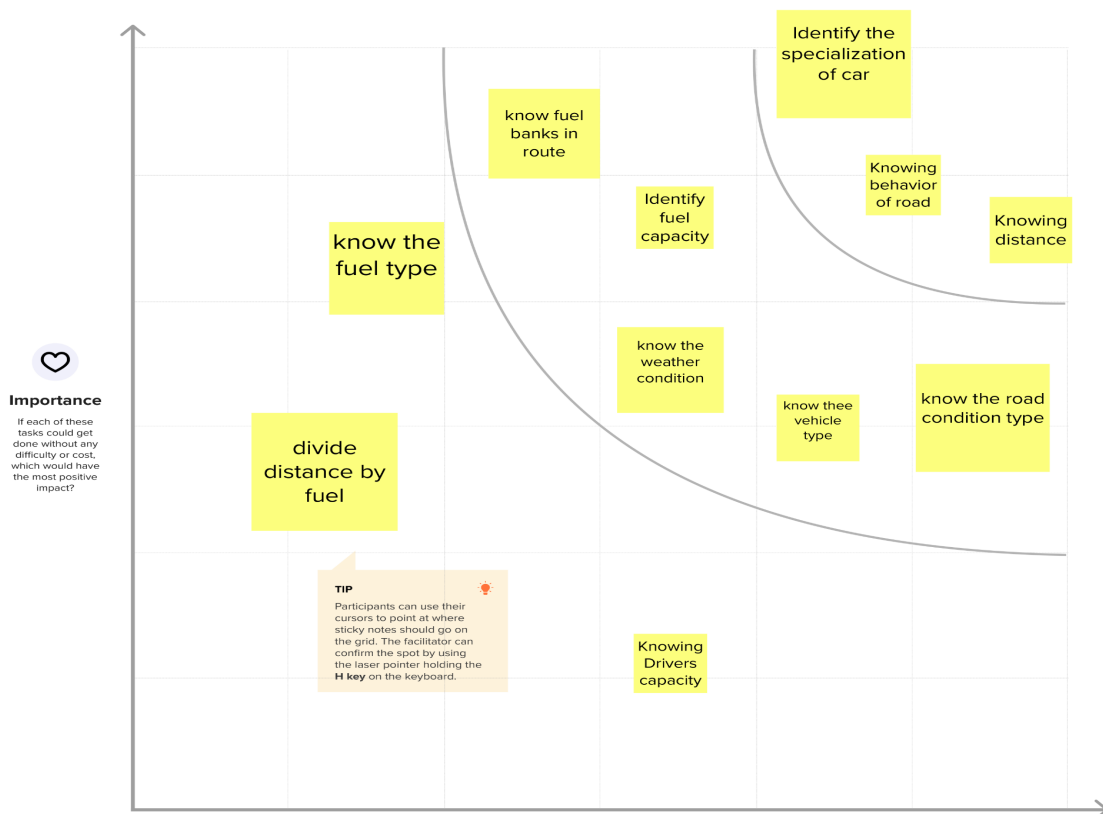 Identify the
specialization
of car
know fuel
banks in
route
Knowing
behavior
of road
Identify
fuel
capacity
Knowing
distance
know the
fuel type
know the
weather
condition
Importance
If each of these
tasks could get
done without any
difficulty or cost,
which would have
the most positive
impact?
know the road
condition type
know thee
vehicle
type
divide
distance by
fuel
TIP
Participants can use their
cursors to point at where
sticky notes should go on
the grid. The facilitator can
confirm the spot by using
the laser pointer holding the
H key on the keyboard.
Knowing
Drivers
capacity